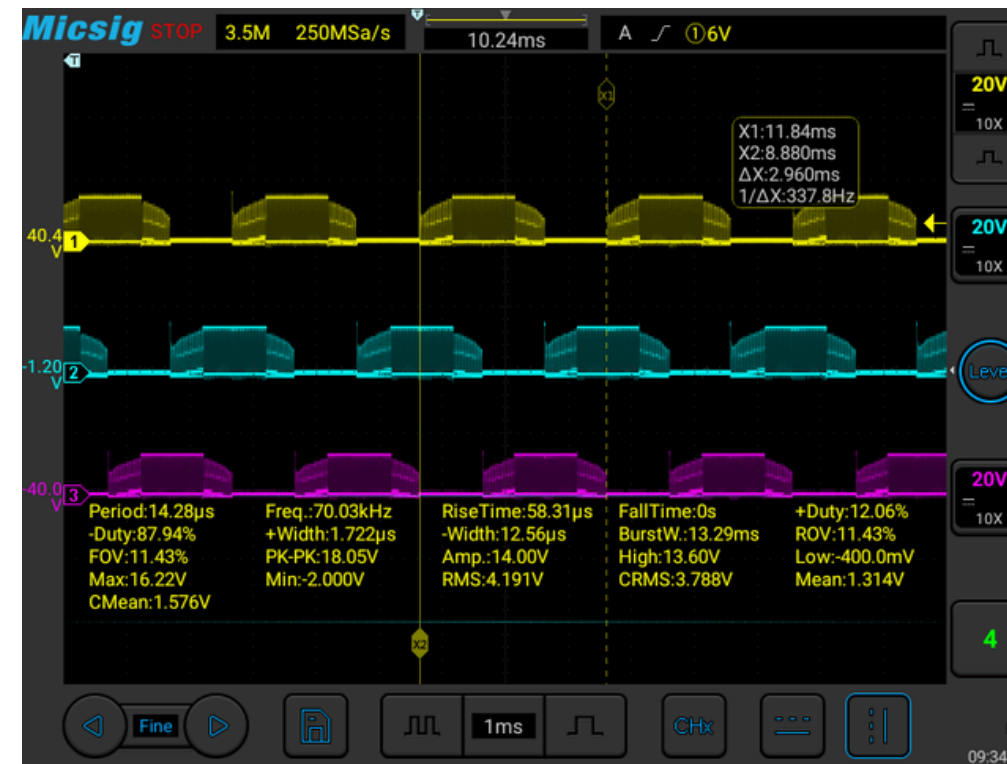 Micsig STOP 3.5M 250MSa/s 10.24ms A ①6V
T
X1
20V
10X
X1:11.84ms
X2:8.880ms
ΔX:2.960ms
1/ΔX:337.8Hz
40.4
V
1
20V
10X
-1.20
V
2
Level
-40.0
V
3
20V
10X
Period:14.28µs Freq.:70.03kHz RiseTime:58.31µs FallTime:0s +Duty:12.06%
-Duty:87.94% +Width:1.722µs -Width:12.56µs BurstW.:13.29ms ROV:11.43%
FOV:11.43% PK-PK:18.05V Amp.:14.00V High:13.60V Low:-400.0mV
Max:16.22V Min:-2.000V RMS:4.191V CRMS:3.788V Mean:1.314V
CMean:1.576V
X2
4
Fine 1ms CHx
09:34